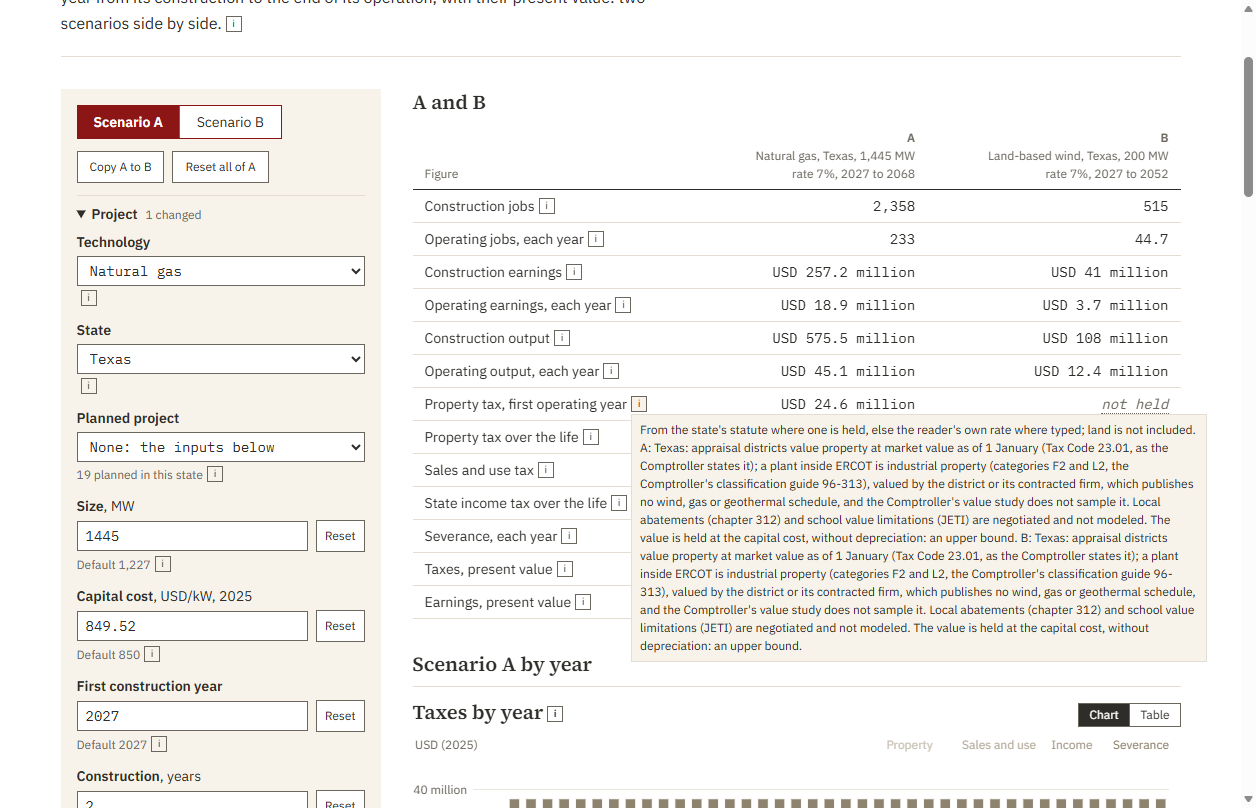 scenarios side by side. i
Scenario A Scenario B
Copy A to B Reset all of A
▼ Project 1 changed
Technology
Natural gas
i
State
Texas
i
Planned project
None: the inputs below
19 planned in this state i
Size, MW
1445 Reset
Default 1,227 i
Capital cost, USD/kW, 2025
849.52 Reset
Default 850 i
First construction year
2027 Reset
Default 2027 i
Construction, years
2 Reset
A and B
A B
Natural gas, Texas, 1,445 MW Land-based wind, Texas, 200 MW
Figure rate 7%, 2027 to 2068 rate 7%, 2027 to 2052
Construction jobs i 2,358 515
Operating jobs, each year i 233 44.7
Construction earnings i USD 257.2 million USD 41 million
Operating earnings, each year i USD 18.9 million USD 3.7 million
Construction output i USD 575.5 million USD 108 million
Operating output, each year i USD 45.1 million USD 12.4 million
Property tax, first operating year i USD 24.6 million not held
Property tax over the life i
Sales and use tax i
State income tax over the life i
Severance, each year i
Taxes, present value i
Earnings, present value i
From the state's statute where one is held, else the reader's own rate where typed; land is not included.
A: Texas: appraisal districts value property at market value as of 1 January (Tax Code 23.01, as the
Comptroller states it); a plant inside ERCOT is industrial property (categories F2 and L2, the
Comptroller's classification guide 96-313), valued by the district or its contracted firm, which publishes
no wind, gas or geothermal schedule, and the Comptroller's value study does not sample it. Local
abatements (chapter 312) and school value limitations (JETI) are negotiated and not modeled. The
value is held at the capital cost, without depreciation: an upper bound. B: Texas: appraisal districts
value property at market value as of 1 January (Tax Code 23.01, as the Comptroller states it); a plant
inside ERCOT is industrial property (categories F2 and L2, the Comptroller's classification guide 96-
313), valued by the district or its contracted firm, which publishes no wind, gas or geothermal schedule,
and the Comptroller's value study does not sample it. Local abatements (chapter 312) and school value
limitations (JETI) are negotiated and not modeled. The value is held at the capital cost, without
depreciation: an upper bound.
Scenario A by year
Taxes by year i Chart Table
USD (2025) Property Sales and use Income Severance
40 million